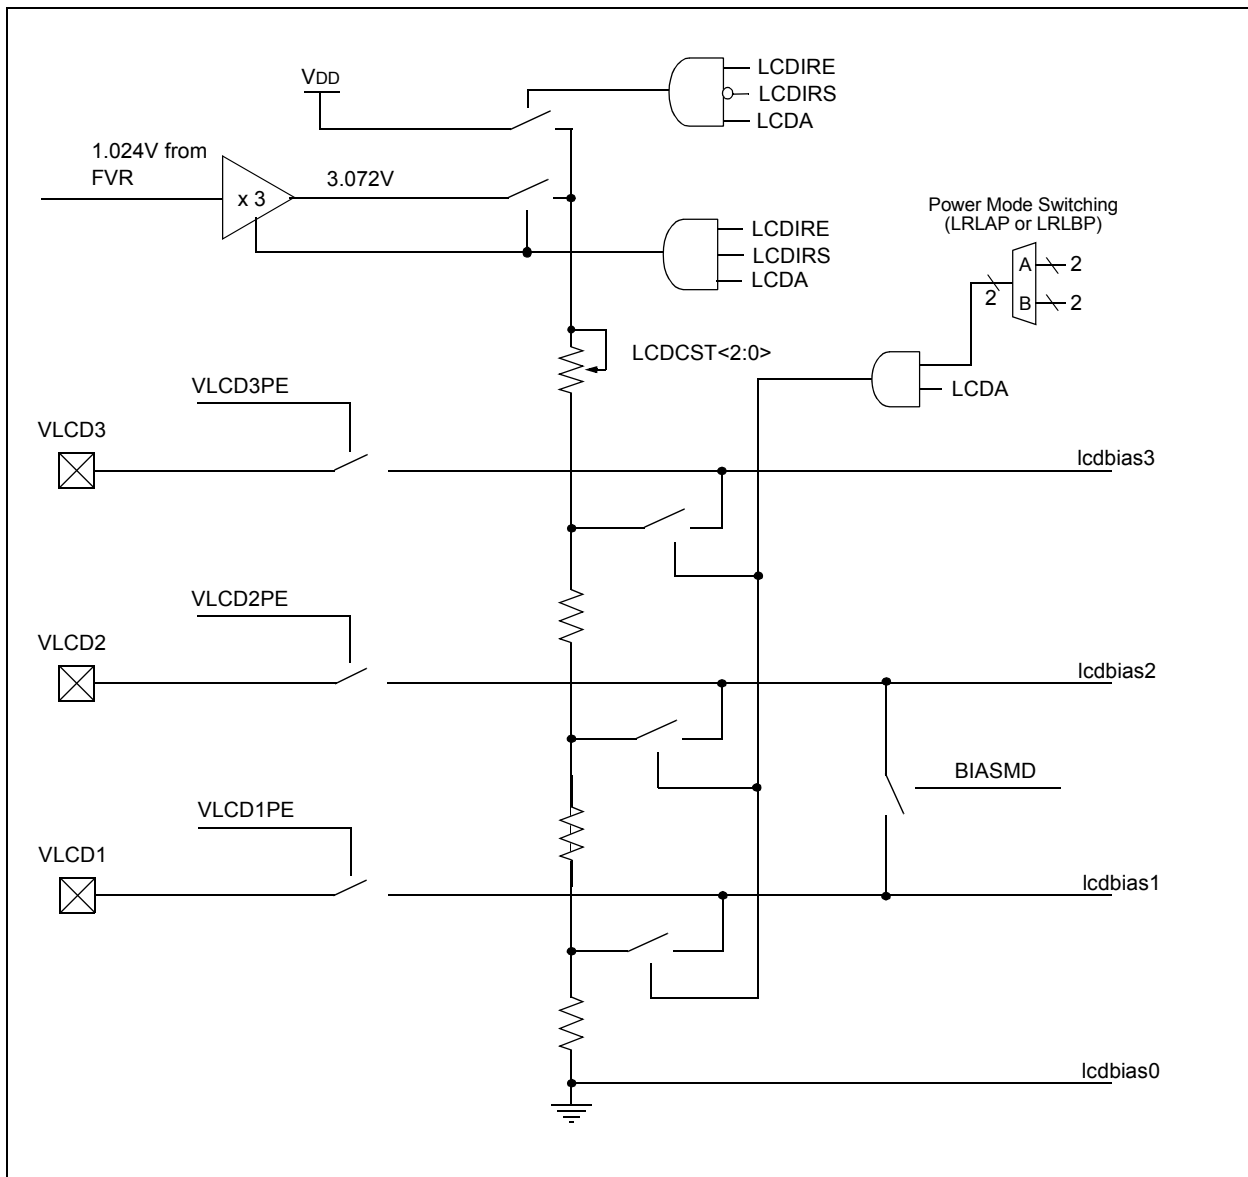 VDD
LCDIRE
LCDIRS
LCDA
1.024V from
FVR
x 3
3.072V
LCDIRE
LCDIRS
LCDA
Power Mode Switching
(LRLAP or LRLBP)
A
2
2
B
2
LCDCST<2:0>
LCDA
VLCD3PE
VLCD3
lcdbias3
VLCD2PE
VLCD2
lcdbias2
BIASMD
VLCD1PE
VLCD1
lcdbias1
lcdbias0